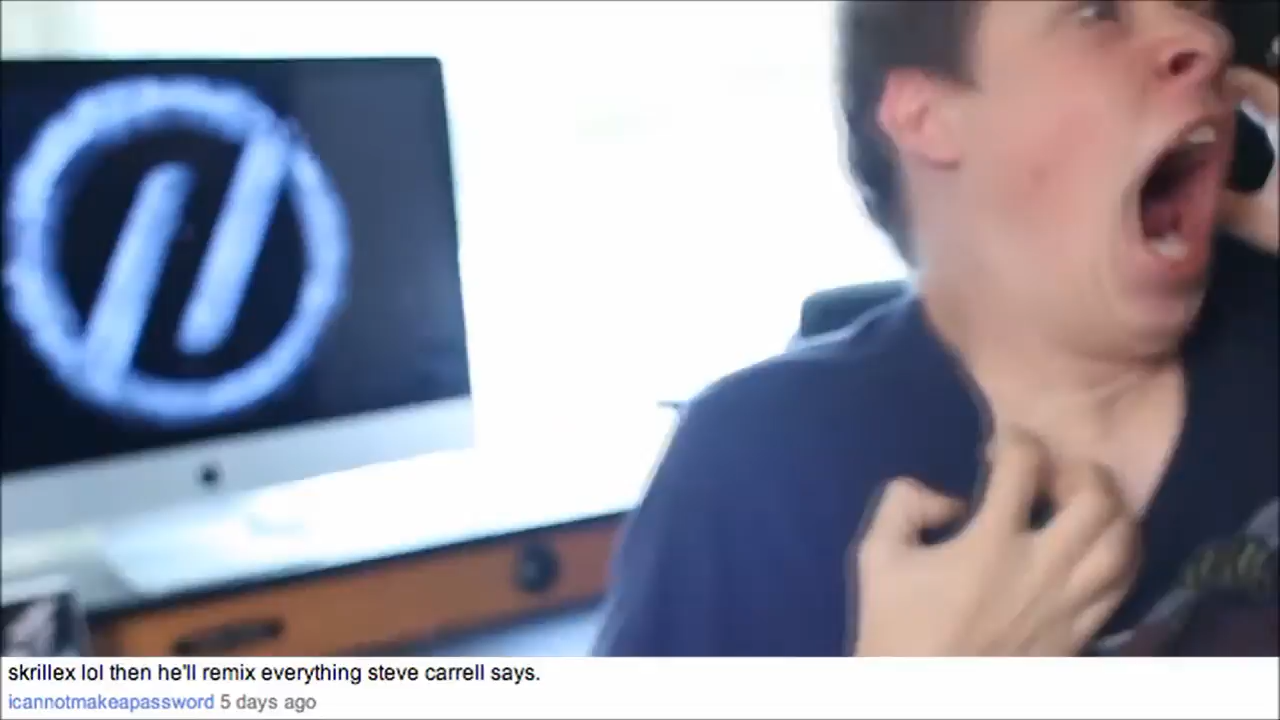 skrillex lol then he'll remix everything steve carrell says.
icannotmakeapassword 5 days ago